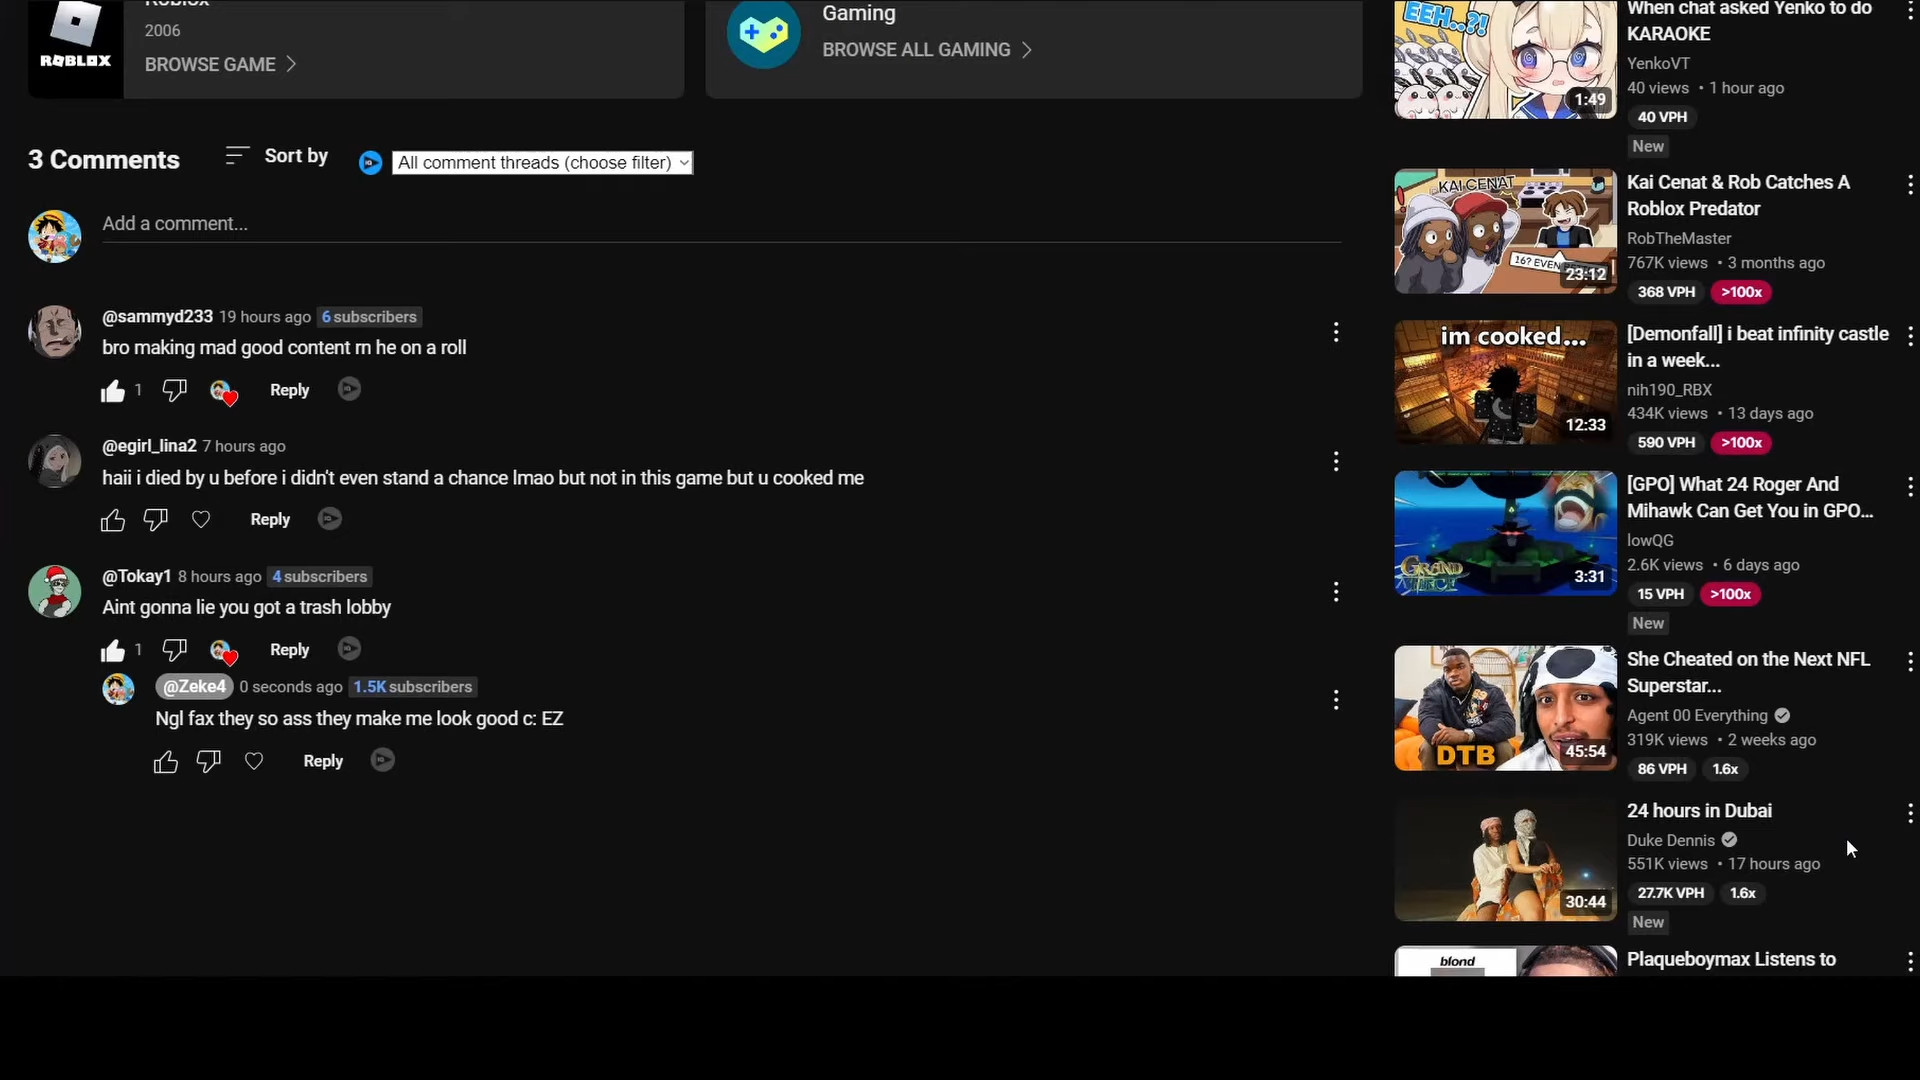 Roblox
2006
BROWSE GAME
ROBLOX
Gaming
BROWSE ALL GAMING
3 Comments
Sort by
All comment threads (choose filter)
Add a comment...
@sammyd233 19 hours ago 6 subscribers
bro making mad good content rn he on a roll
1
Reply
@egirl_lina2 7 hours ago
haii i died by u before i didn't even stand a chance lmao but not in this game but u cooked me
Reply
@Tokay1 8 hours ago 4 subscribers
Aint gonna lie you got a trash lobby
1
Reply
@Zeke4 0 seconds ago 1.5K subscribers
Ngl fax they so ass they make me look good c: EZ
Reply
EEH..?!
1:49
When chat asked Yenko to do
KARAOKE
YenkoVT
40 views • 1 hour ago
40 VPH
New
KAI CENAT
16? EVEN
23:12
Kai Cenat & Rob Catches A
Roblox Predator
RobTheMaster
767K views • 3 months ago
368 VPH >100x
im cooked...
12:33
[Demonfall] i beat infinity castle
in a week...
nih190_RBX
434K views • 13 days ago
590 VPH >100x
GRAND
PIECE
3:31
[GPO] What 24 Roger And
Mihawk Can Get You in GPO...
lowQG
2.6K views • 6 days ago
15 VPH >100x
New
DTB
45:54
She Cheated on the Next NFL
Superstar...
Agent 00 Everything
319K views • 2 weeks ago
86 VPH 1.6x
30:44
24 hours in Dubai
Duke Dennis
551K views • 17 hours ago
27.7K VPH 1.6x
New
blond
Plaqueboymax Listens to